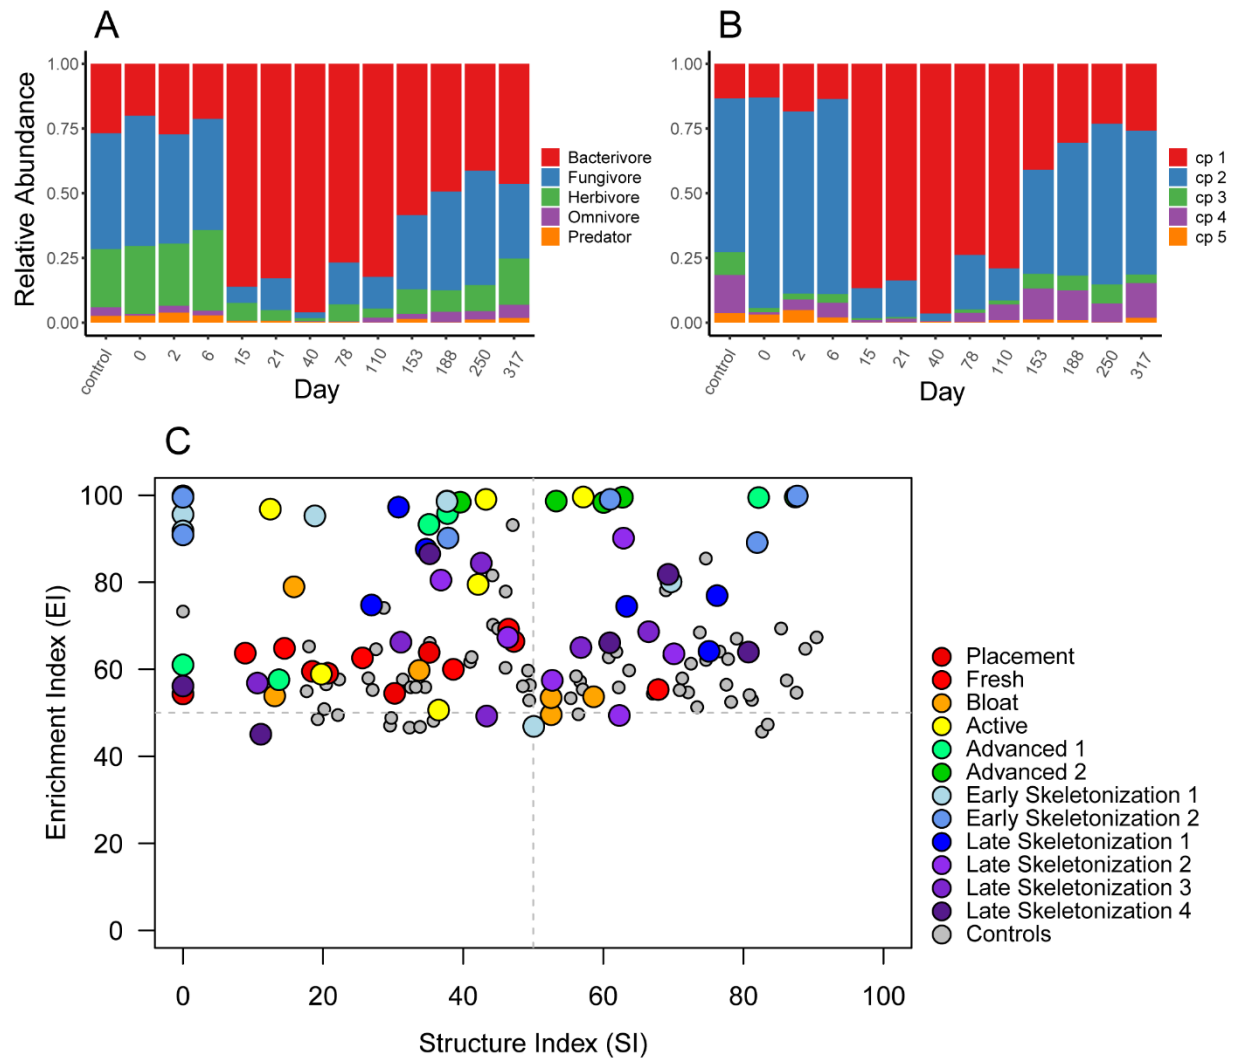 A
Relative Abundance
1.00
0.75
0.50
0.25
0.00
control 0 2 6 15 21 40 78 110 153 188 250 317
Day
Bacterivore
Fungivore
Herbivore
Omnivore
Predator
B
1.00
0.75
0.50
0.25
0.00
control 0 2 6 15 21 40 78 110 153 188 250 317
Day
cp 1
cp 2
cp 3
cp 4
cp 5
C
Enrichment Index (EI)
100
80
60
40
20
0
0 20 40 60 80 100
Structure Index (SI)
Placement
Fresh
Bloat
Active
Advanced 1
Advanced 2
Early Skeletonization 1
Early Skeletonization 2
Late Skeletonization 1
Late Skeletonization 2
Late Skeletonization 3
Late Skeletonization 4
Controls